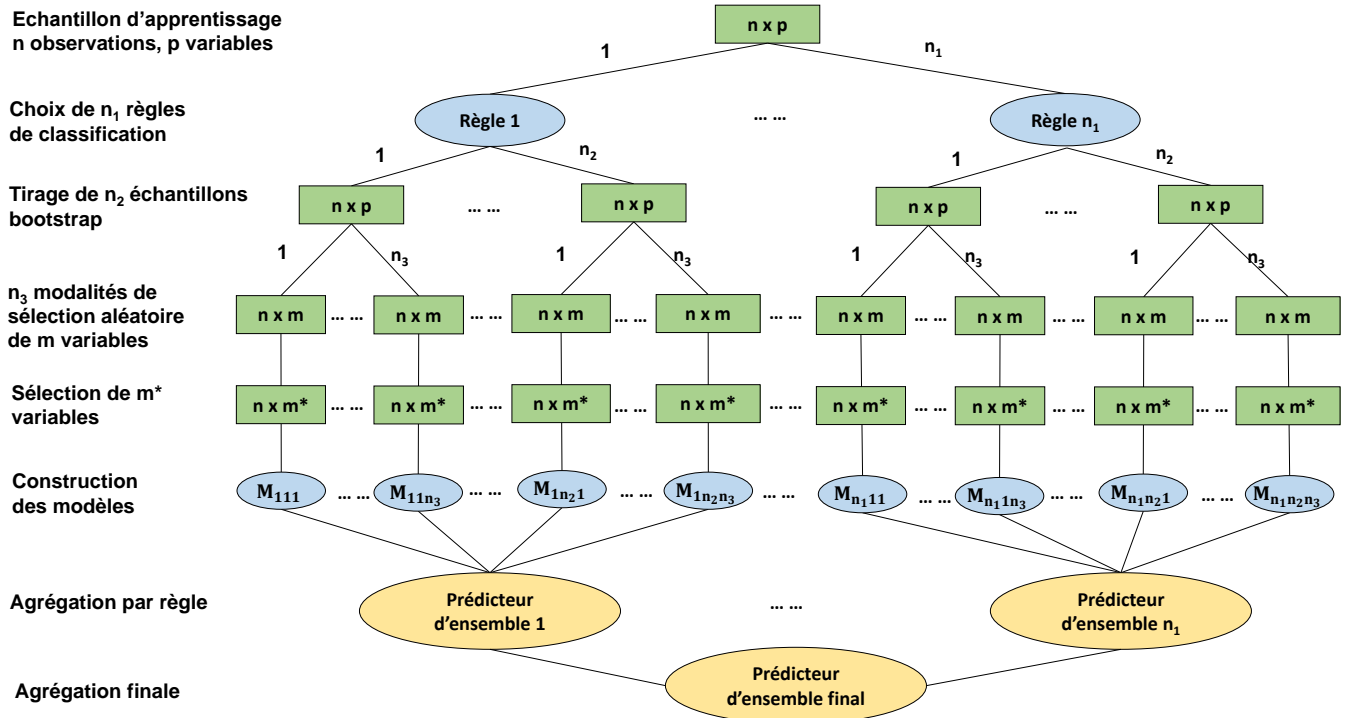 Echantillon d'apprentissage
n observations, p variables
n x p
1
n₁
Choix de n₁ règles
de classification
Règle 1
... ...
Règle n₁
1
n₂
1
n₂
Tirage de n₂ échantillons
bootstrap
n x p
... ...
n x p
n x p
... ...
n x p
1
n₃
1
n₃
1
n₃
1
n₃
n₃ modalités de
sélection aléatoire
de m variables
n x m ... ... n x m ... ... n x m ... ... n x m ... ... n x m ... ... n x m ... ... n x m ... ... n x m
Sélection de m*
variables
n x m* ... ... n x m* ... ... n x m* ... ... n x m* ... ... n x m* ... ... n x m* ... ... n x m* ... ... n x m*
Construction
des modèles
M₁₁₁ ... ... M₁₁n₃ ... ... M₁n₂₁ ... ... M₁n₂n₃ ... ... Mn₁₁₁ ... ... Mn₁₁n₃ ... ... Mn₁n₂₁ ... ... Mn₁n₂n₃
Agrégation par règle
Prédicteur
d'ensemble 1
... ...
Prédicteur
d'ensemble n₁
Agrégation finale
Prédicteur
d'ensemble final